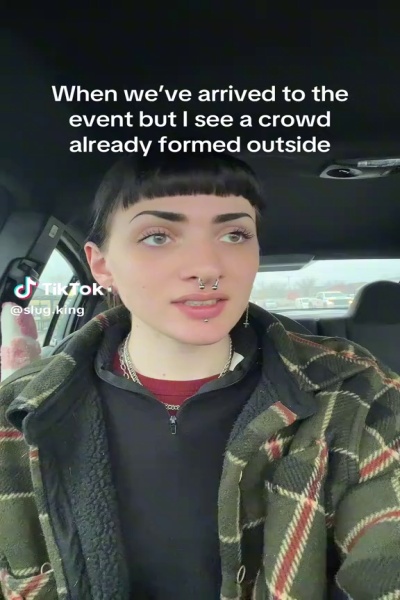 When we’ve arrived to the
event but I see a crowd
already formed outside
TikTok
@slug.king